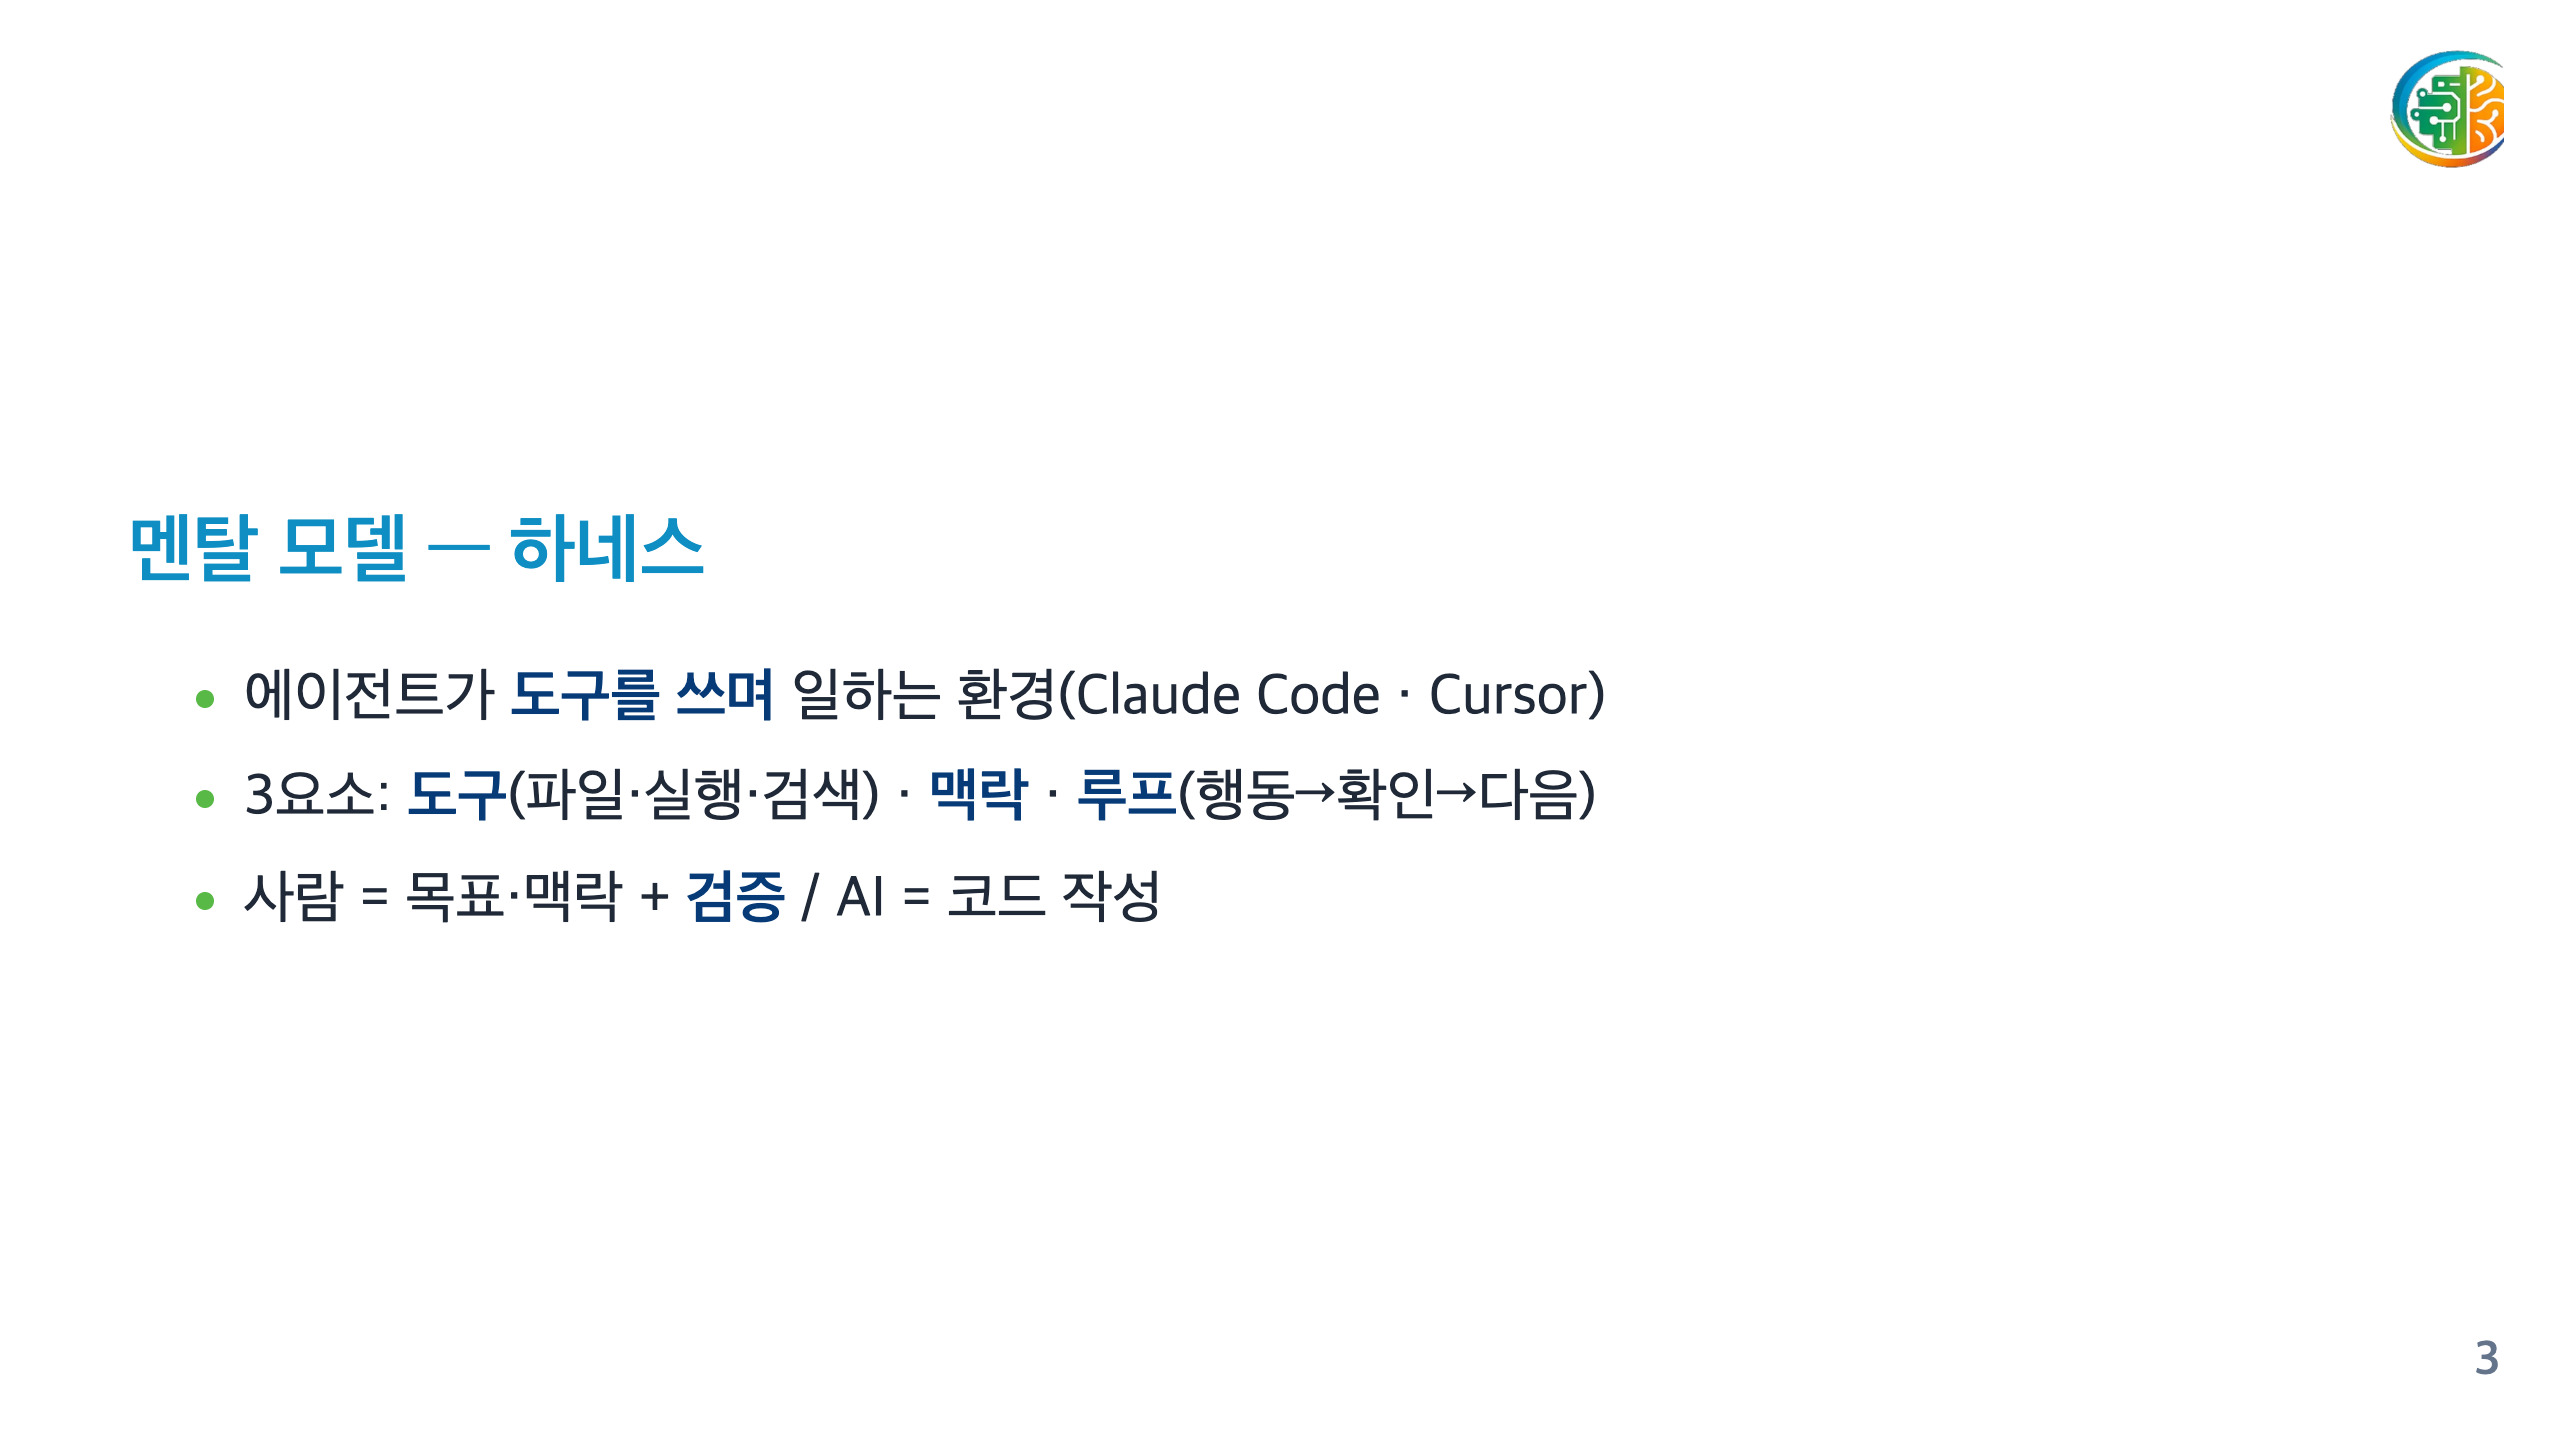 멘탈 모델 — 하네스
에이전트가 도구를 쓰며 일하는 환경(Claude Code · Cursor)
3요소: 도구(파일·실행·검색) · 맥락 · 루프(행동→확인→다음)
사람 = 목표·맥락 + 검증 / AI = 코드 작성
3